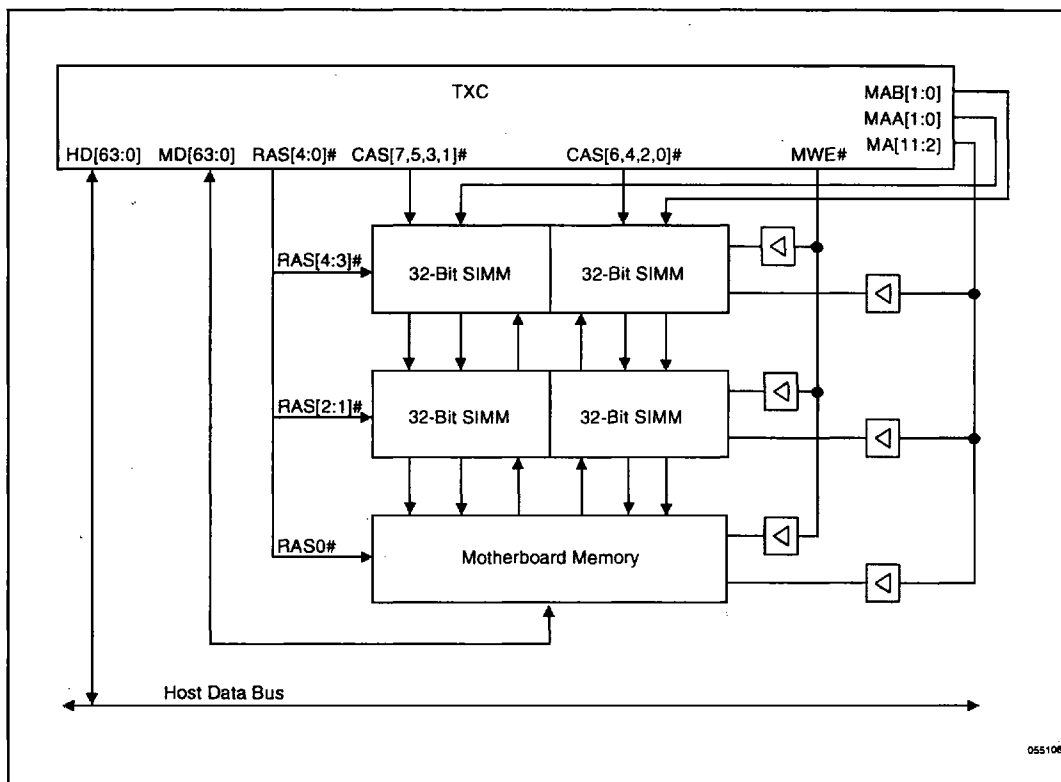 TXC
MAB[1:0]
MAA[1:0]
MA[11:2]
HD[63:0] MD[63:0] RAS[4:0]# CAS[7,5,3,1]# CAS[6,4,2,0]# MWE#
RAS[4:3]#
32-Bit SIMM 32-Bit SIMM
RAS[2:1]#
32-Bit SIMM 32-Bit SIMM
RAS0#
Motherboard Memory
Host Data Bus
055106